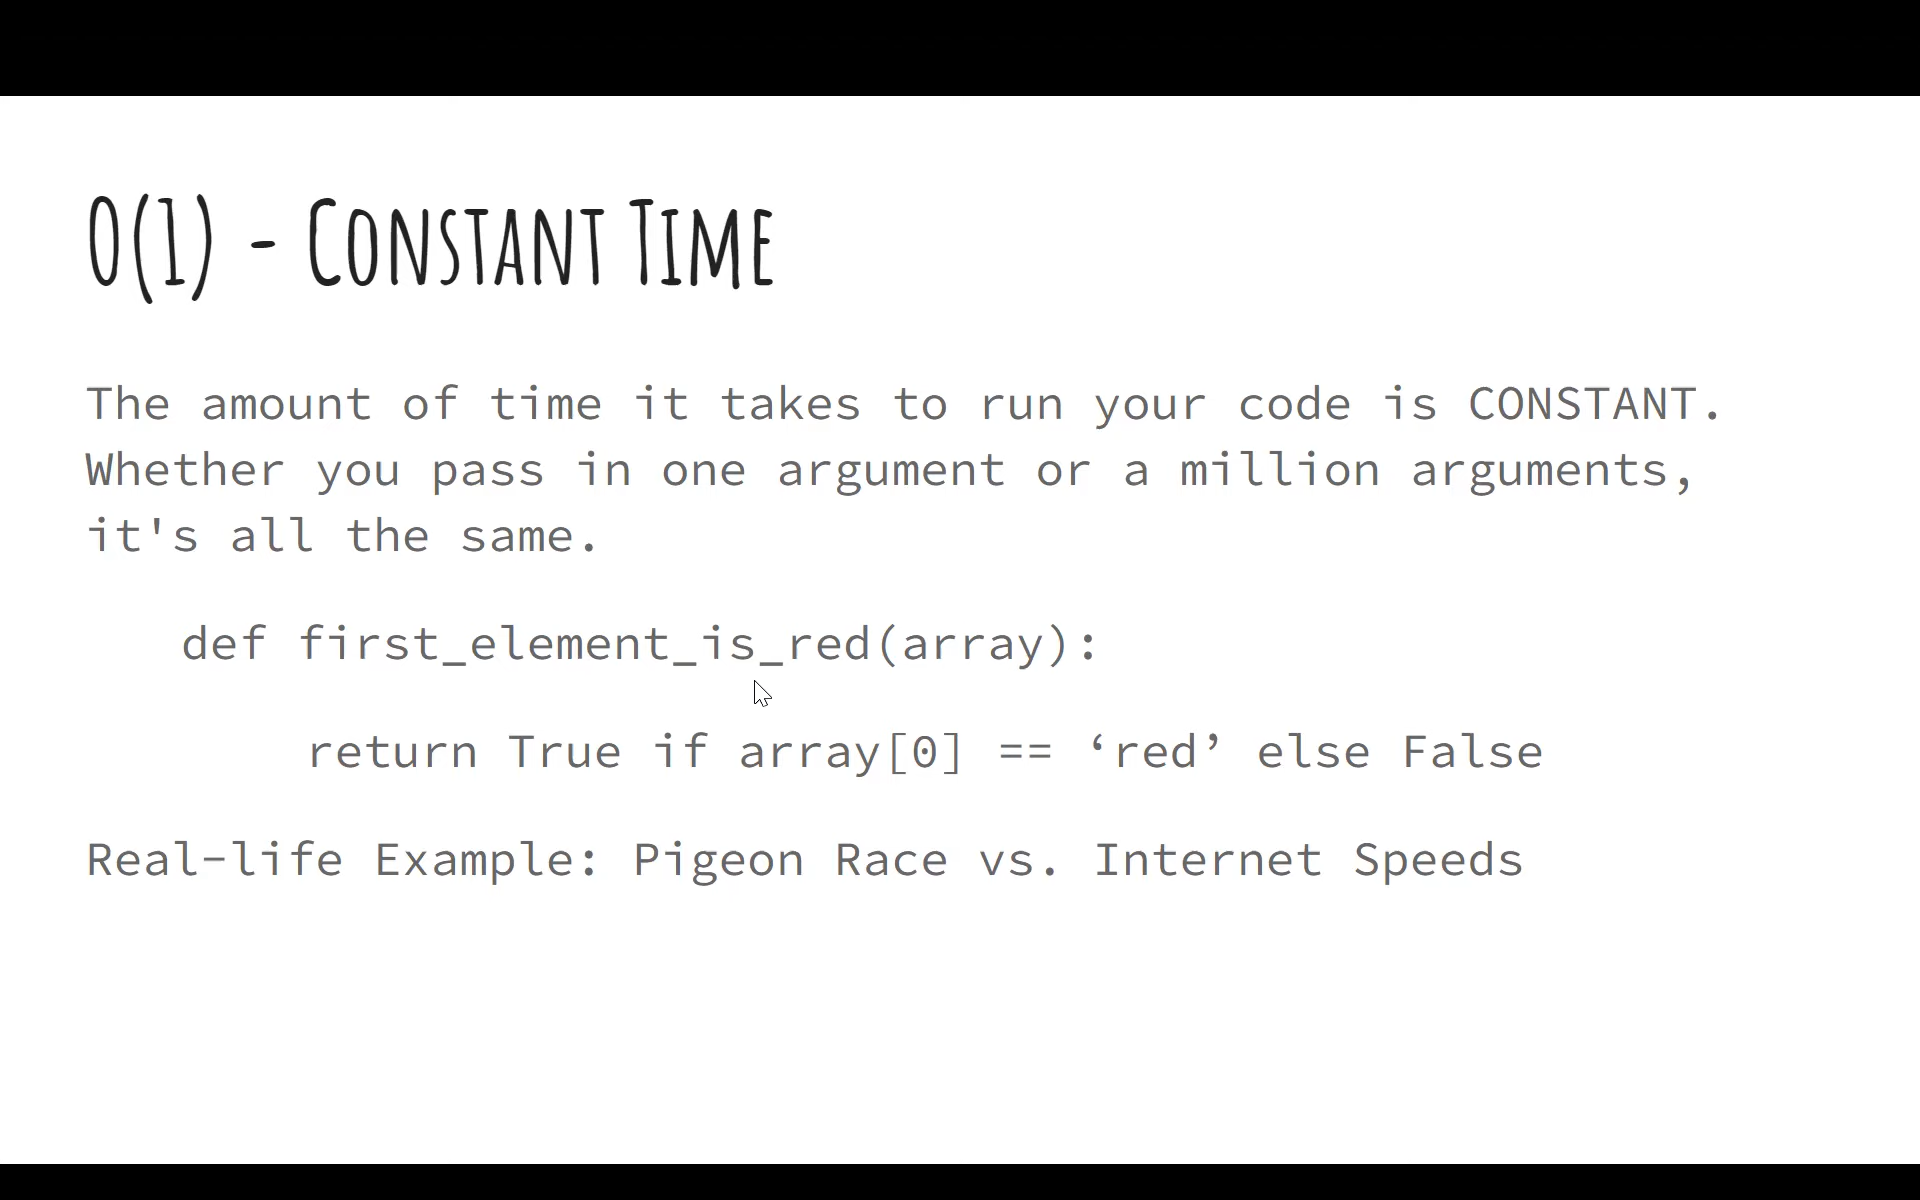 O(1) - Constant Time
The amount of time it takes to run your code is CONSTANT.
Whether you pass in one argument or a million arguments,
it's all the same.
def first_element_is_red(array):
return True if array[0] == ‘red’ else False
Real-life Example: Pigeon Race vs. Internet Speeds